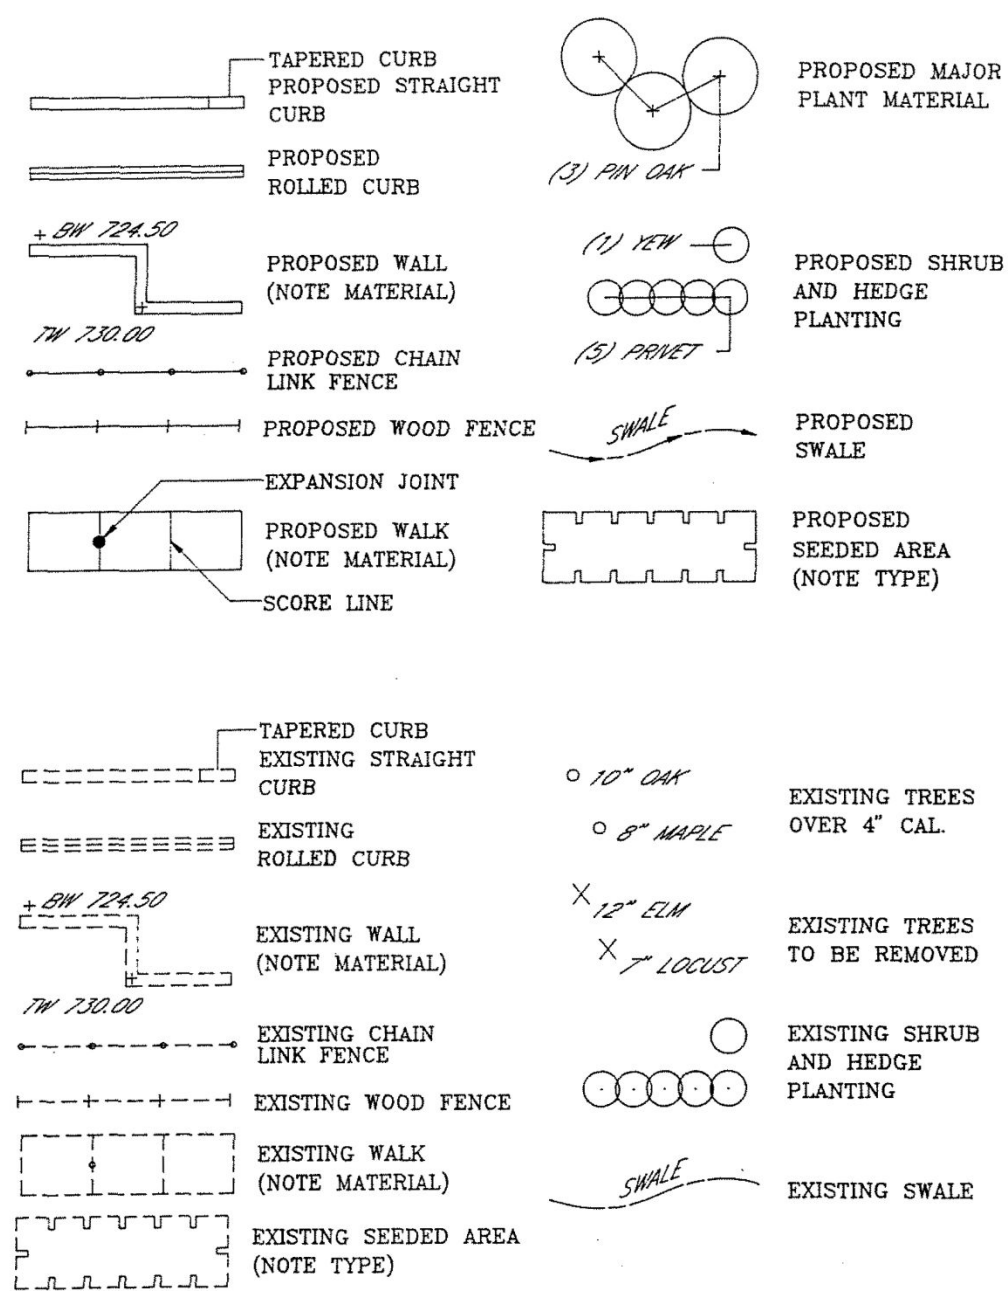 TAPERED CURB
PROPOSED STRAIGHT
CURB
PROPOSED
ROLLED CURB
+ BW 724.50
PROPOSED WALL
(NOTE MATERIAL)
TW 730.00
PROPOSED CHAIN
LINK FENCE
PROPOSED WOOD FENCE
EXPANSION JOINT
PROPOSED WALK
(NOTE MATERIAL)
SCORE LINE
PROPOSED MAJOR
PLANT MATERIAL
(3) PIN OAK
(1) YEW
PROPOSED SHRUB
AND HEDGE
PLANTING
(5) PRIVET
SWALE
PROPOSED
SWALE
PROPOSED
SEEDED AREA
(NOTE TYPE)
TAPERED CURB
EXISTING STRAIGHT
CURB
EXISTING
ROLLED CURB
+ BW 724.50
EXISTING WALL
(NOTE MATERIAL)
TW 730.00
EXISTING CHAIN
LINK FENCE
EXISTING WOOD FENCE
EXISTING WALK
(NOTE MATERIAL)
EXISTING SEEDED AREA
(NOTE TYPE)
10" OAK
8" MAPLE
EXISTING TREES
OVER 4" CAL.
12" ELM
7" LOCUST
EXISTING TREES
TO BE REMOVED
EXISTING SHRUB
AND HEDGE
PLANTING
SWALE
EXISTING SWALE